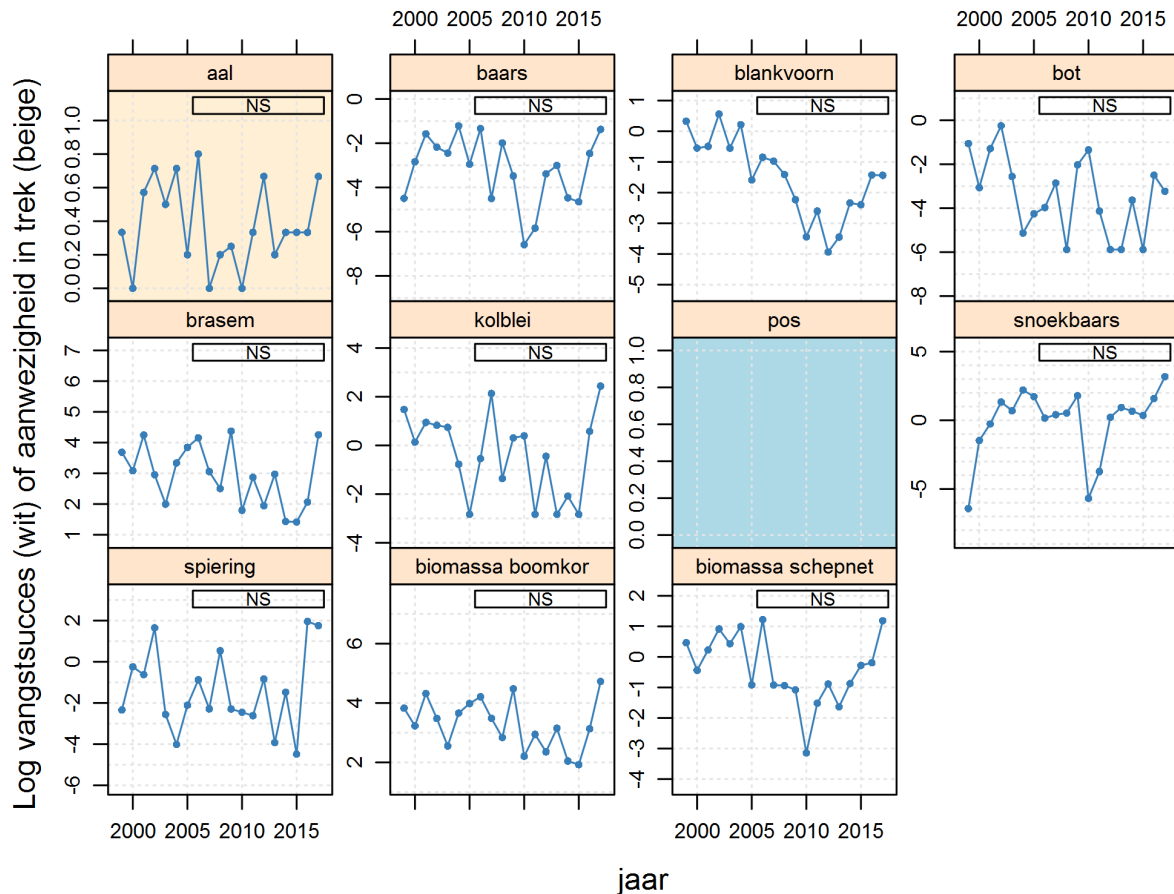 2000 2005 2010 2015
2000 2005 2010 2015
aal
baars
blankvoorn
bot
NS
NS
NS
NS
0.0 0.2 0.4 0.6 0.8 1.0
-8 -6 -4 -2 0
-5 -4 -3 -2 -1 0 1
-8 -6 -4 -2 0
brasem
kolblei
pos
snoekbaars
NS
NS
NS
1 2 3 4 5 6 7
-4 -2 0 2 4
0.0 0.2 0.4 0.6 0.8 1.0
-5 0 5
spiering
biomassa boomkor
biomassa schepnet
NS
NS
NS
-6 -4 -2 0 2
2 4 6
-4 -3 -2 -1 0 1 2
2000 2005 2010 2015
2000 2005 2010 2015
Log vangstsucces (wit) of aanwezigheid in trek (beige)
jaar